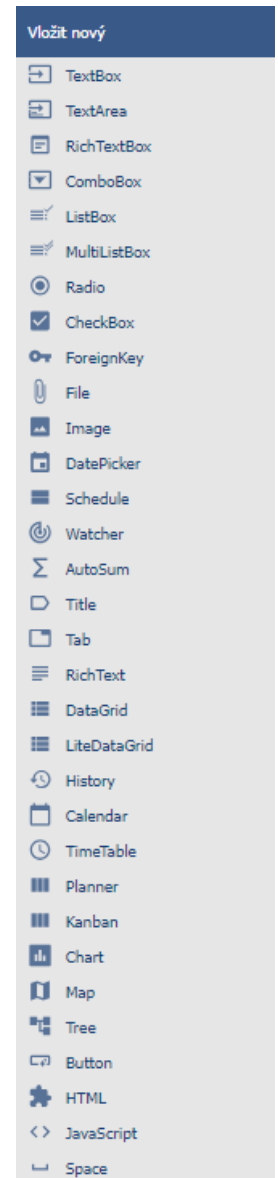 Vložit nový
TextBox
TextArea
RichTextBox
ComboBox
ListBox
MultiListBox
Radio
CheckBox
ForeignKey
File
Image
DatePicker
Schedule
Watcher
AutoSum
Title
Tab
RichText
DataGrid
LiteDataGrid
History
Calendar
TimeTable
Planner
Kanban
Chart
Map
Tree
Button
HTML
JavaScript
Space